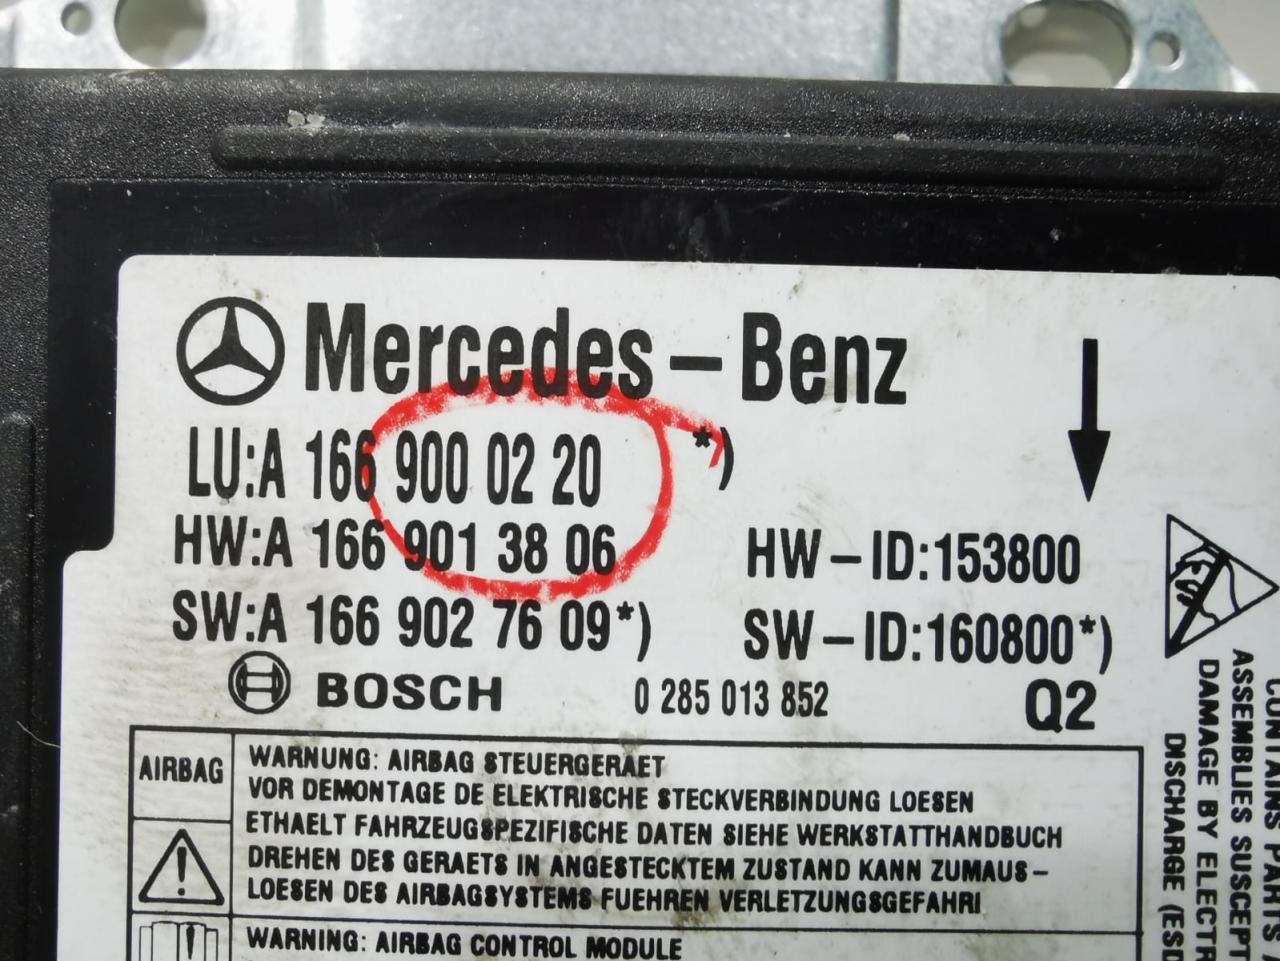 Mercedes-Benz
LU:A 166 900 02 20 *)
HW:A 166 901 38 06 HW-ID:153800
SW:A 166 902 76 09*) SW-ID:160800*)
BOSCH 0 285 013 852 Q2
AIRBAG
WARNUNG: AIRBAG STEUERGERAET
VOR DEMONTAGE DE ELEKTRISCHE STECKVERBINDUNG LOESEN
ETHAELT FAHRZEUGSPEZIFISCHE DATEN SIEHE WERKSTATTHANDBUCH
DREHEN DES GERAETS IN ANGESTECKTEM ZUSTAND KANN ZUMAUS-
LOESEN DES AIRBAGSYSTEMS FUEHREN VERLETZUNGSGEFAHR!
WARNING: AIRBAG CONTROL MODULE
CONTAINS PARTS
ASSEMBLIES SUSCEPT
DAMAGE BY ELECTR
DISCHARGE (ESD